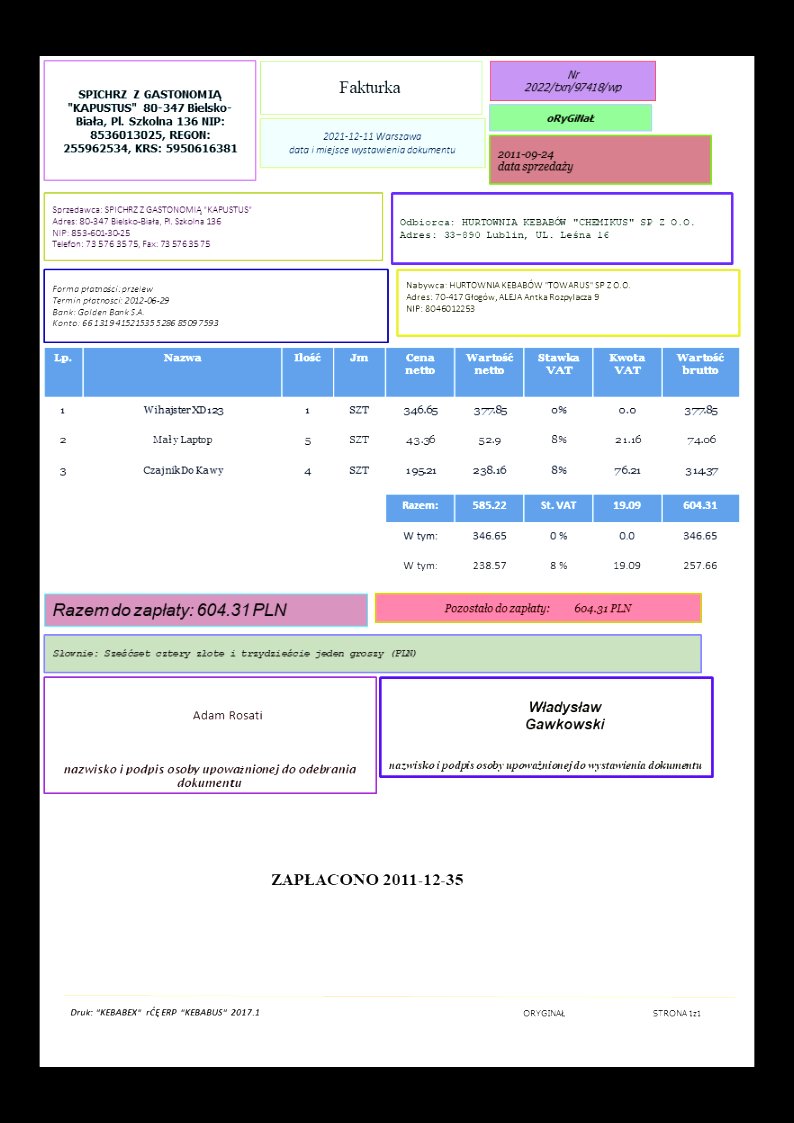 SPICHRZ Z GASTONOMIĄ
"KAPUSTUS" 80-347 Bielsko-
Biała, Pl. Szkolna 136 NIP:
8536013025, REGON:
255962534, KRS: 5950616381
Fakturka
2021-12-11 Warszawa
data i miejsce wystawienia dokumentu
Nr
2022/txn/97418/wp
oRyGiNaŁ
2011-09-24
data sprzedaży
Sprzedawca: SPICHRZ Z GASTONOMIĄ "KAPUSTUS"
Adres: 80-347 Bielsko-Biała, Pl. Szkolna 136
NIP: 853-601-30-25
Telefon: 73 576 35 75, Fax: 73 576 35 75
Odbiorca: HURTOWNIA KEBABÓW "CHEMIKUS" SP Z O.O.
Adres: 33-890 Lublin, UL. Leśna 16
Forma płatności: przelew
Termin płatności: 2012-06-29
Bank: Golden Bank S.A.
Konto: 66 1319 4152 1535 5286 8509 7593
Nabywca: HURTOWNIA KEBABÓW "TOWARUS" SP Z O.O.
Adres: 70-417 Głogów, ALEJA Antka Rozpylacza 9
NIP: 8046012253
Lp. Nazwa Ilość Jm Cena netto Wartość netto Stawka VAT Kwota VAT Wartość brutto
1 Wihajster XD123 1 SZT 346.65 377.85 0% 0.0 377.85
2 Mały Laptop 5 SZT 43.36 52.9 8% 21.16 74.06
3 Czajnik Do Kawy 4 SZT 195.21 238.16 8% 76.21 314.37
Razem: 585.22 St. VAT 19.09 604.31
W tym: 346.65 0 % 0.0 346.65
W tym: 238.57 8 % 19.09 257.66
Razem do zapłaty: 604.31 PLN
Pozostało do zapłaty: 604.31 PLN
Słownie: Sześćset cztery złote i trzydzieście jeden groszy (PLN)
Adam Rosati
nazwisko i podpis osoby upoważnionej do odebrania
dokumentu
Władysław
Gawkowski
nazwisko i podpis osoby upoważnionej do wystawienia dokumentu
ZAPŁACONO 2011-12-35
Druk: "KEBABEX" rĆĘ ERP "KEBABUS" 2017.1 ORYGINAŁ STRONA 1z1